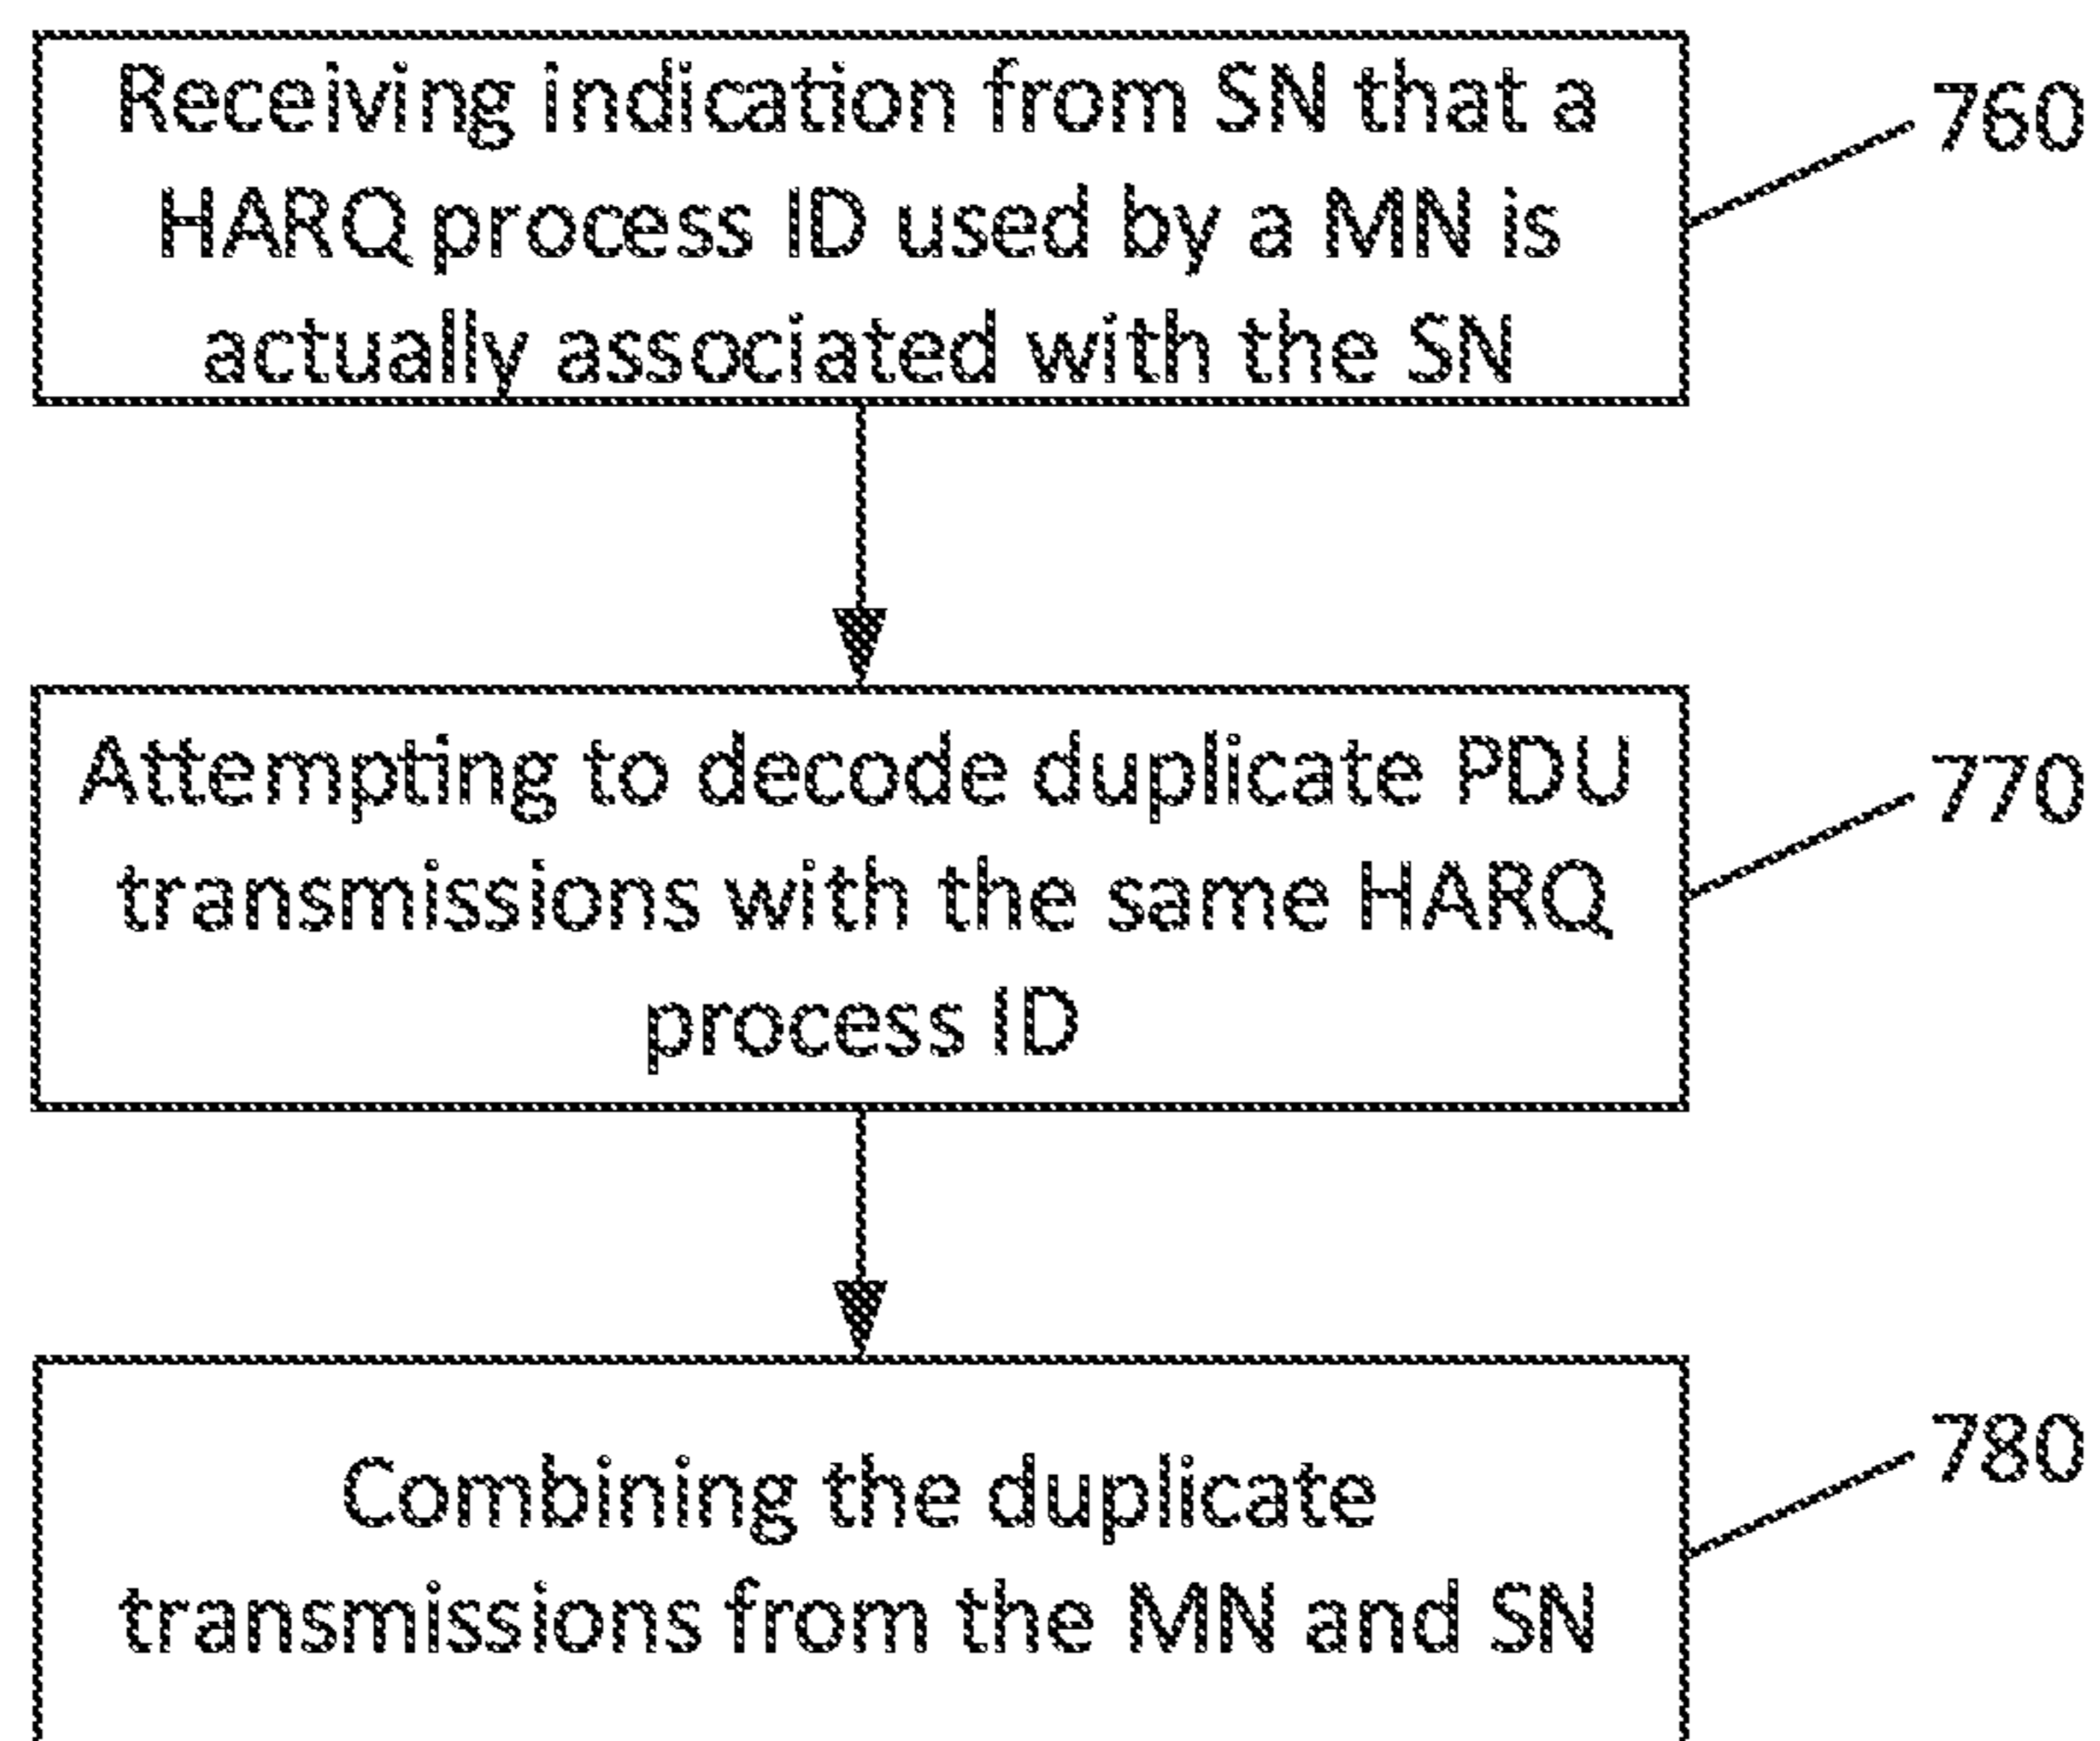 Receiving indication from SN that a
HARQ process ID used by a MN is
actually associated with the SN
760
Attempting to decode duplicate PDU
transmissions with the same HARQ
process ID
770
Combining the duplicate
transmissions from the MN and SN
780